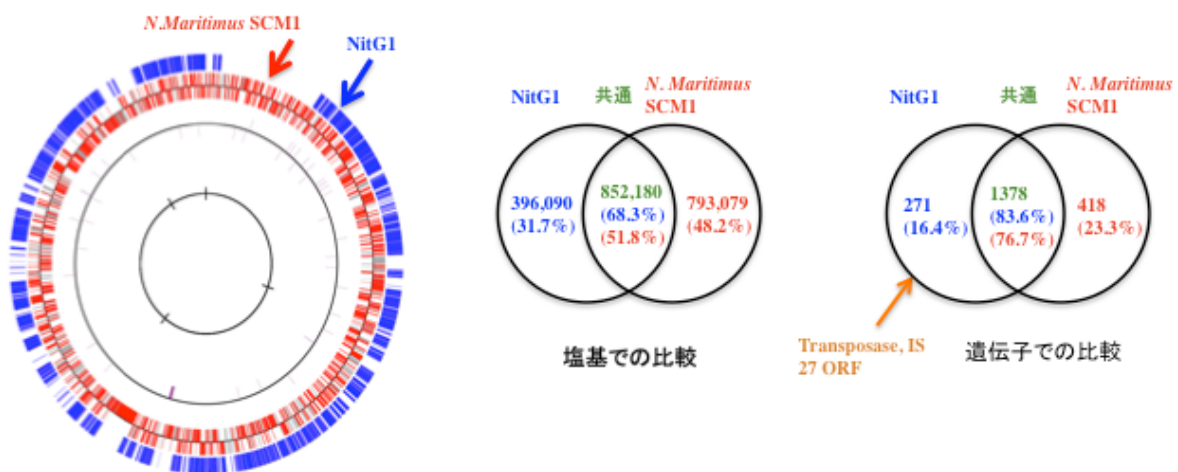 N.Maritimus SCM1
NitG1
NitG1
共通
N. Maritimus
SCM1
396,090
(31.7%)
852,180
(68.3%)
(51.8%)
793,079
(48.2%)
塩基での比較
NitG1
共通
N. Maritimus
SCM1
271
(16.4%)
1378
(83.6%)
(76.7%)
418
(23.3%)
Transposase, IS
27 ORF
遺伝子での比較